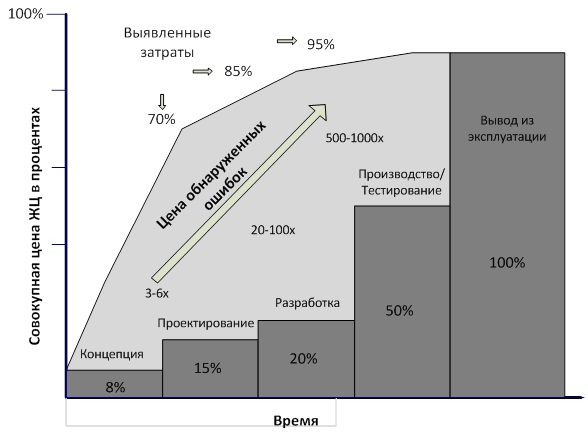 100%
Выявленные
затраты
95%
85%
70%
Цена обнаруженных
ошибок
500-1000x
20-100x
3-6x
Вывод из
эксплуатации
Производство/
Тестирование
Разработка
Проектирование
Концепция
100%
50%
20%
15%
8%
Совокупная цена ЖЦ в процентах
Время